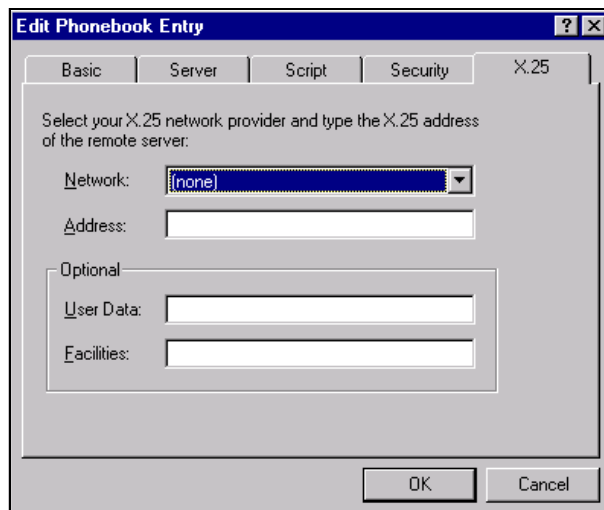 Edit Phonebook Entry
Basic Server Script Security X.25
Select your X.25 network provider and type the X.25 address
of the remote server:
Network: (none)
Address:
Optional
User Data:
Facilities:
OK Cancel